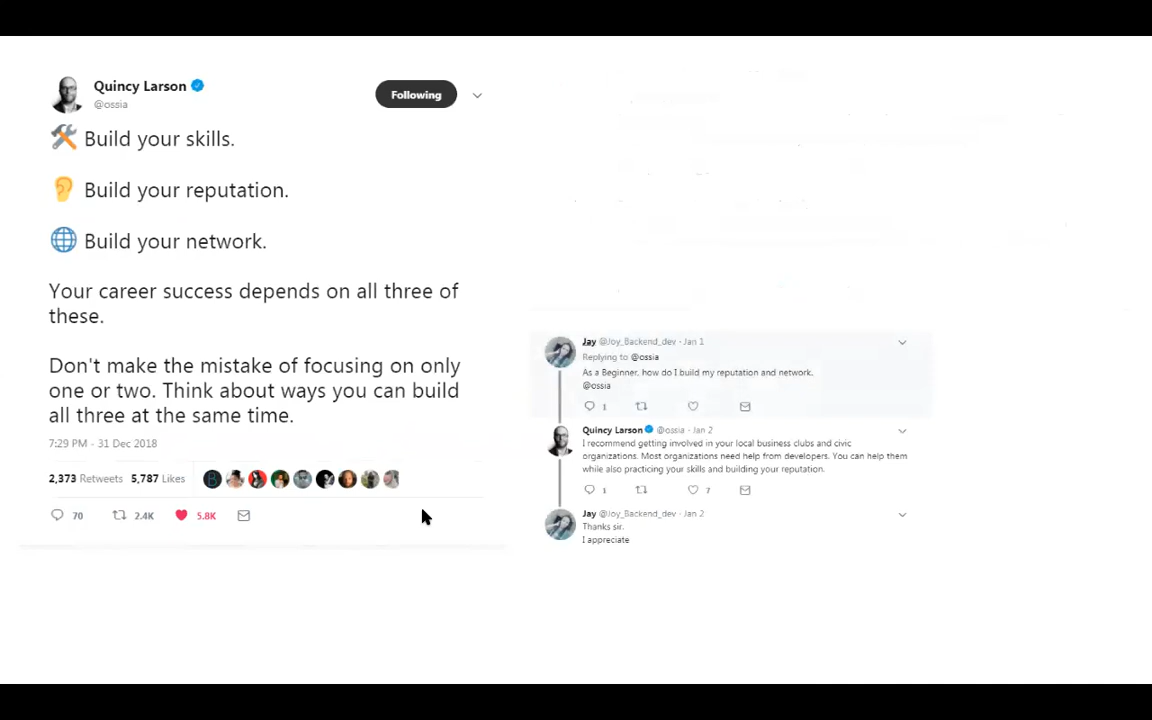 Quincy Larson
@ossia
Following
Build your skills.
Build your reputation.
Build your network.
Your career success depends on all three of
these.
Don't make the mistake of focusing on only
one or two. Think about ways you can build
all three at the same time.
7:29 PM - 31 Dec 2018
2,373 Retweets 5,787 Likes
70 2.4K 5.8K
Jay @Joy_Backend_dev · Jan 1
Replying to @ossia
As a Beginner, how do I build my reputation and network.
@ossia
1
Quincy Larson @ossia · Jan 2
I recommend getting involved in your local business clubs and civic
organizations. Most organizations need help from developers. You can help them
while also practicing your skills and building your reputation.
1 7
Jay @Joy_Backend_dev · Jan 2
Thanks sir.
I appreciate